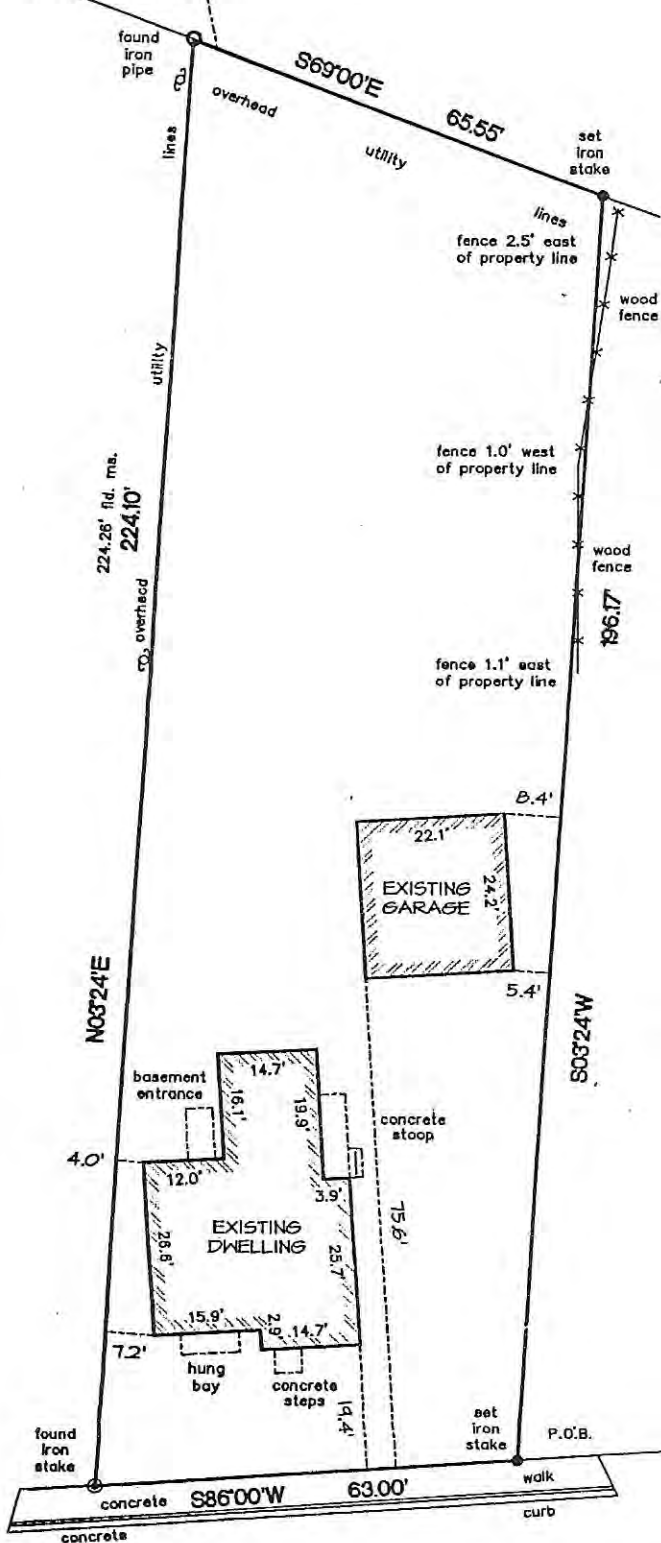 found
iron
pipe
S69°00'E
65.55'
overhead
utility
lines
set
iron
stake
lines
fence 2.5' east
of property line
wood
fence
utility
fence 1.0' west
of property line
224.26' fld. ms.
224.10'
wood
fence
196.17'
overhead
fence 1.1' east
of property line
8.4'
22.1'
24.2'
EXISTING
GARAGE
5.4'
N03°24'E
S03°24'W
14.7'
basement
entrance
16.1'
19.9'
concrete
stoop
4.0'
12.0'
3.9'
75.6'
EXISTING
DWELLING
28.6'
25.7'
15.9'
2.9'
14.7'
7.2'
hung
bay
concrete
steps
19.4'
found
iron
stake
set
iron
stake
P.O.B.
concrete
S86°00'W
63.00'
walk
concrete
curb